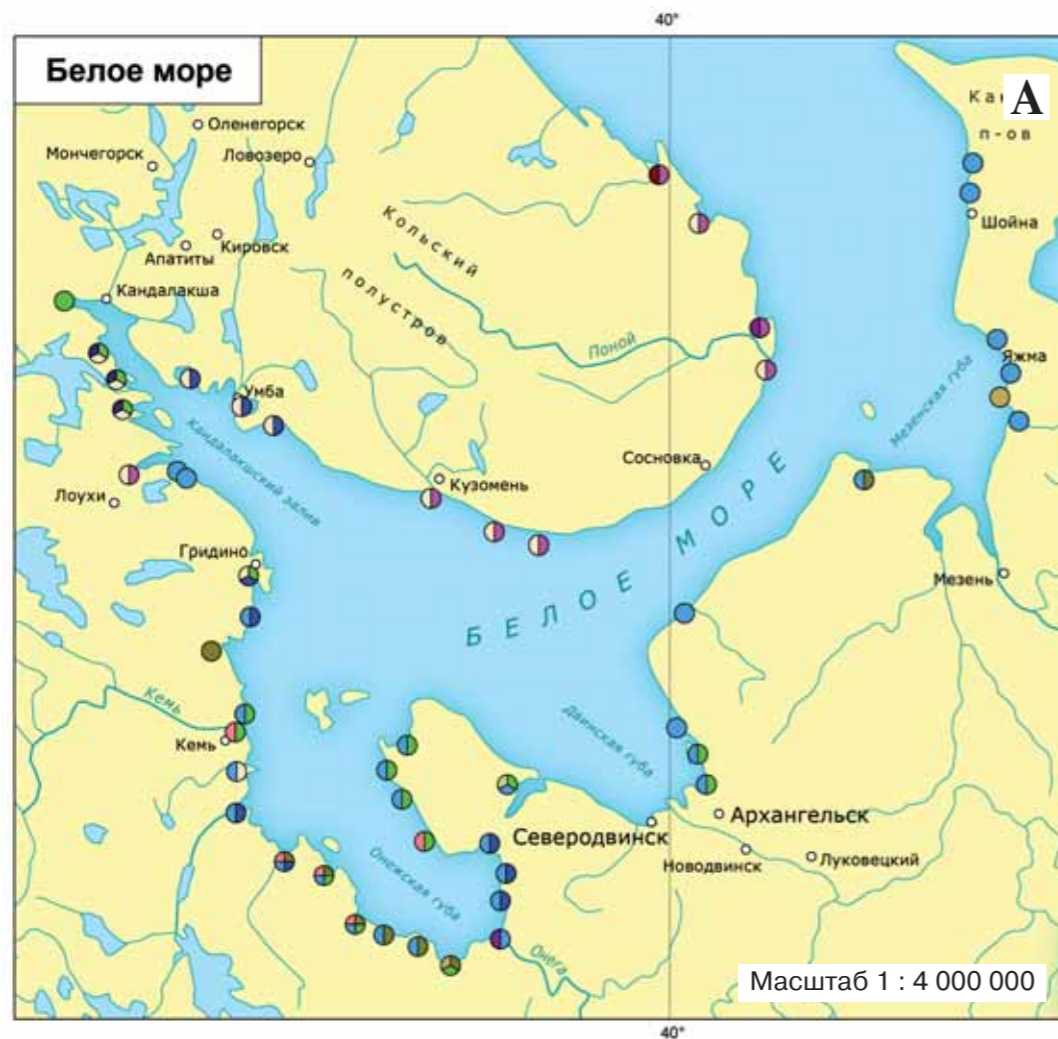 40°
Белое море
А
Ка
п-ов
Оленегорск
Мончегорск
Ловозеро
Шойна
Кольский
полуостров
Кировск
Апатиты
Кандалакша
Поной
Яжма
Мезенская губа
Умба
Кандалакшский залив
Сосновка
Кузомень
Лоухи
БЕЛОЕ МОРЕ
Гридино
Мезень
Кемь
Двинская губа
Кемь
Архангельск
Северодвинск
Новодвинск
Луковецкий
Онежская губа
Онега
Масштаб 1 : 4 000 000
40°